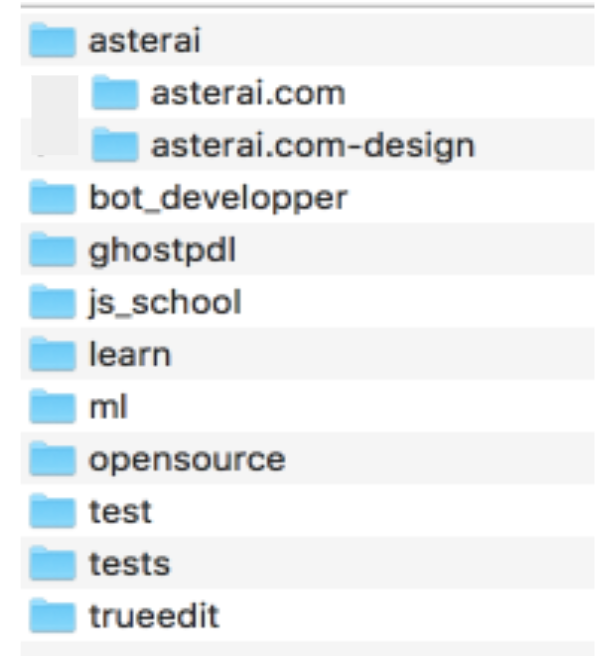 asterai
asterai.com
asterai.com-design
bot_developper
ghostpdl
js_school
learn
ml
opensource
test
tests
trueedit